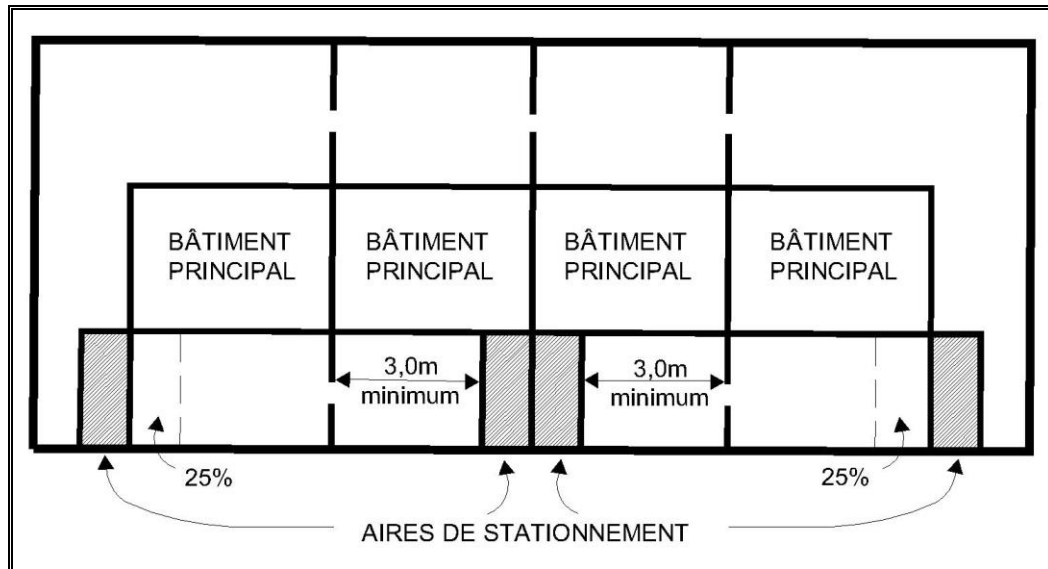 BÂTIMENT
PRINCIPAL
BÂTIMENT
PRINCIPAL
BÂTIMENT
PRINCIPAL
BÂTIMENT
PRINCIPAL
3,0m
minimum
3,0m
minimum
25%
25%
AIRES DE STATIONNEMENT